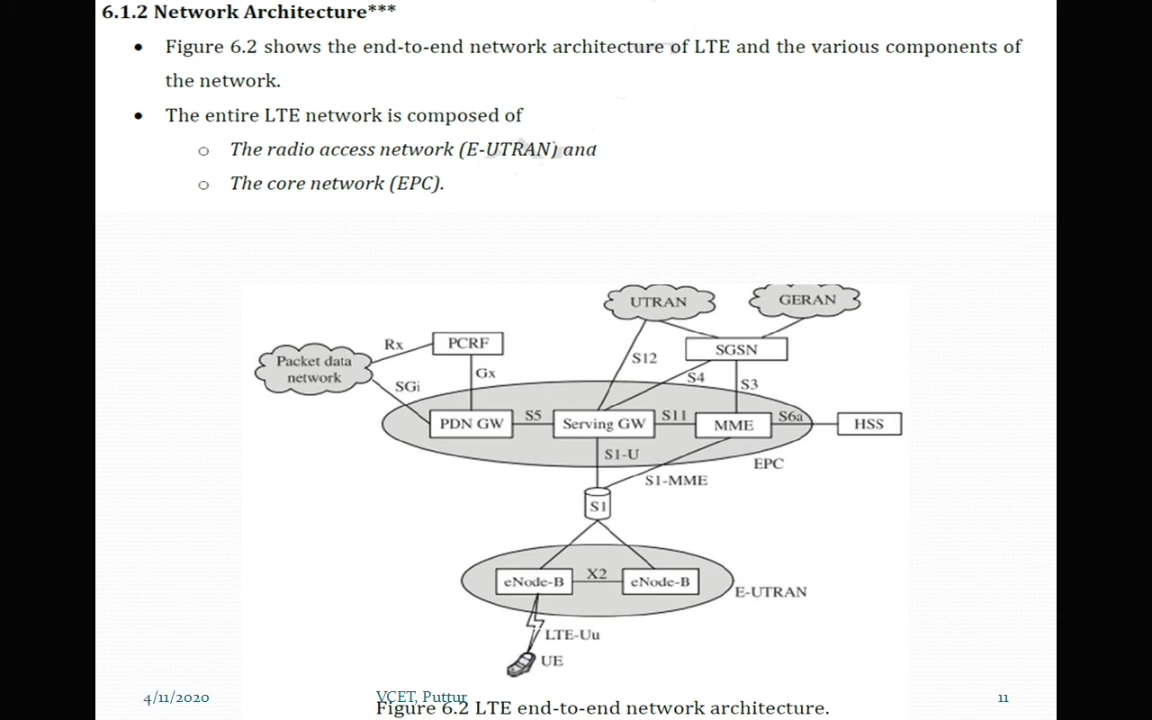 6.1.2 Network Architecture***
• Figure 6.2 shows the end-to-end network architecture of LTE and the various components of
the network.
• The entire LTE network is composed of
o The radio access network (E-UTRAN) and
o The core network (EPC).
UTRAN
GERAN
Rx
PCRF
SGSN
Packet data
network
S12
Gx
S4
S3
SGi
PDN GW
S5
Serving GW
S11
MME
S6a
HSS
S1-U
EPC
S1-MME
S1
eNode-B
X2
eNode-B
E-UTRAN
LTE-Uu
UE
4/11/2020
VCET, Puttur
11
Figure 6.2 LTE end-to-end network architecture.